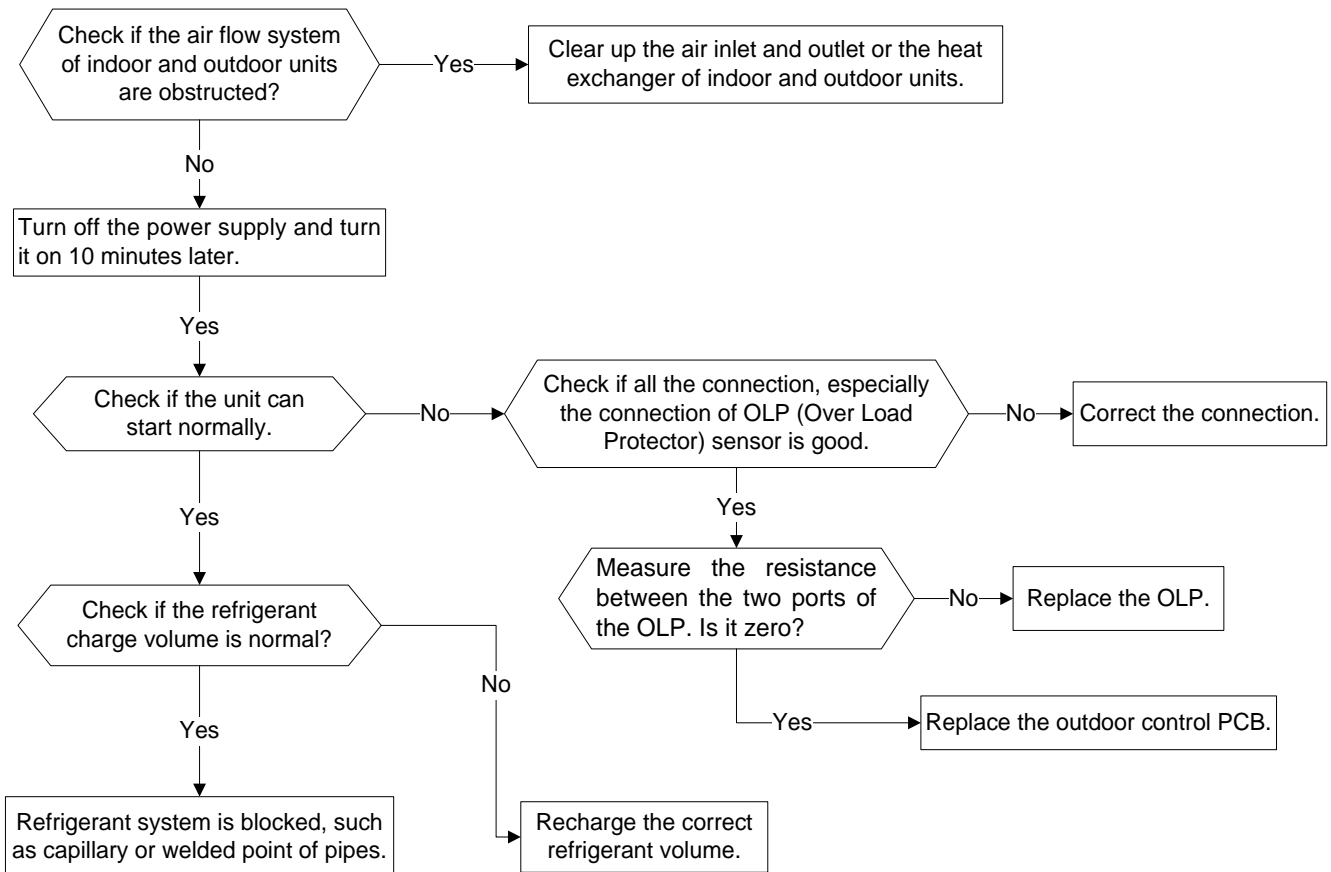 Check if the air flow system
of indoor and outdoor units
are obstructed?
Yes
Clear up the air inlet and outlet or the heat
exchanger of indoor and outdoor units.
No
Turn off the power supply and turn
it on 10 minutes later.
Yes
Check if the unit can
start normally.
No
Check if all the connection, especially
the connection of OLP (Over Load
Protector) sensor is good.
No
Correct the connection.
Yes
Yes
Measure the resistance
between the two ports of
the OLP. Is it zero?
No
Replace the OLP.
Check if the refrigerant
charge volume is normal?
No
Yes
Replace the outdoor control PCB.
Yes
Refrigerant system is blocked, such
as capillary or welded point of pipes.
Recharge the correct
refrigerant volume.